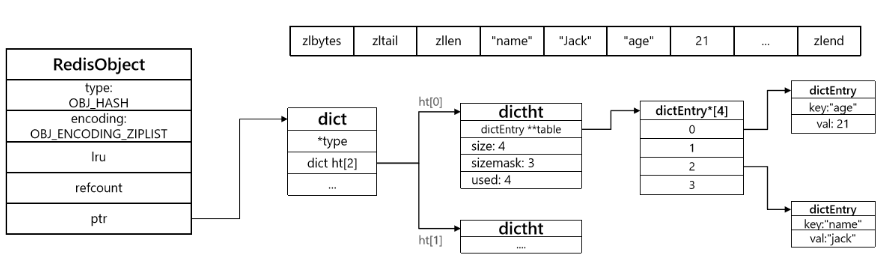 zlbytes zltail zllen "name" "Jack" "age" 21 ... zlend
RedisObject
type:
OBJ_HASH
encoding:
OBJ_ENCODING_ZIPLIST
lru
refcount
ptr
dict
*type
dict ht[2]
...
ht[0]
dictht
dictEntry **table
size: 4
sizemask: 3
used: 4
ht[1]
dictht
....
dictEntry*[4]
0
1
2
3
dictEntry
key:"age"
val: 21
dictEntry
key:"name"
val:"jack"